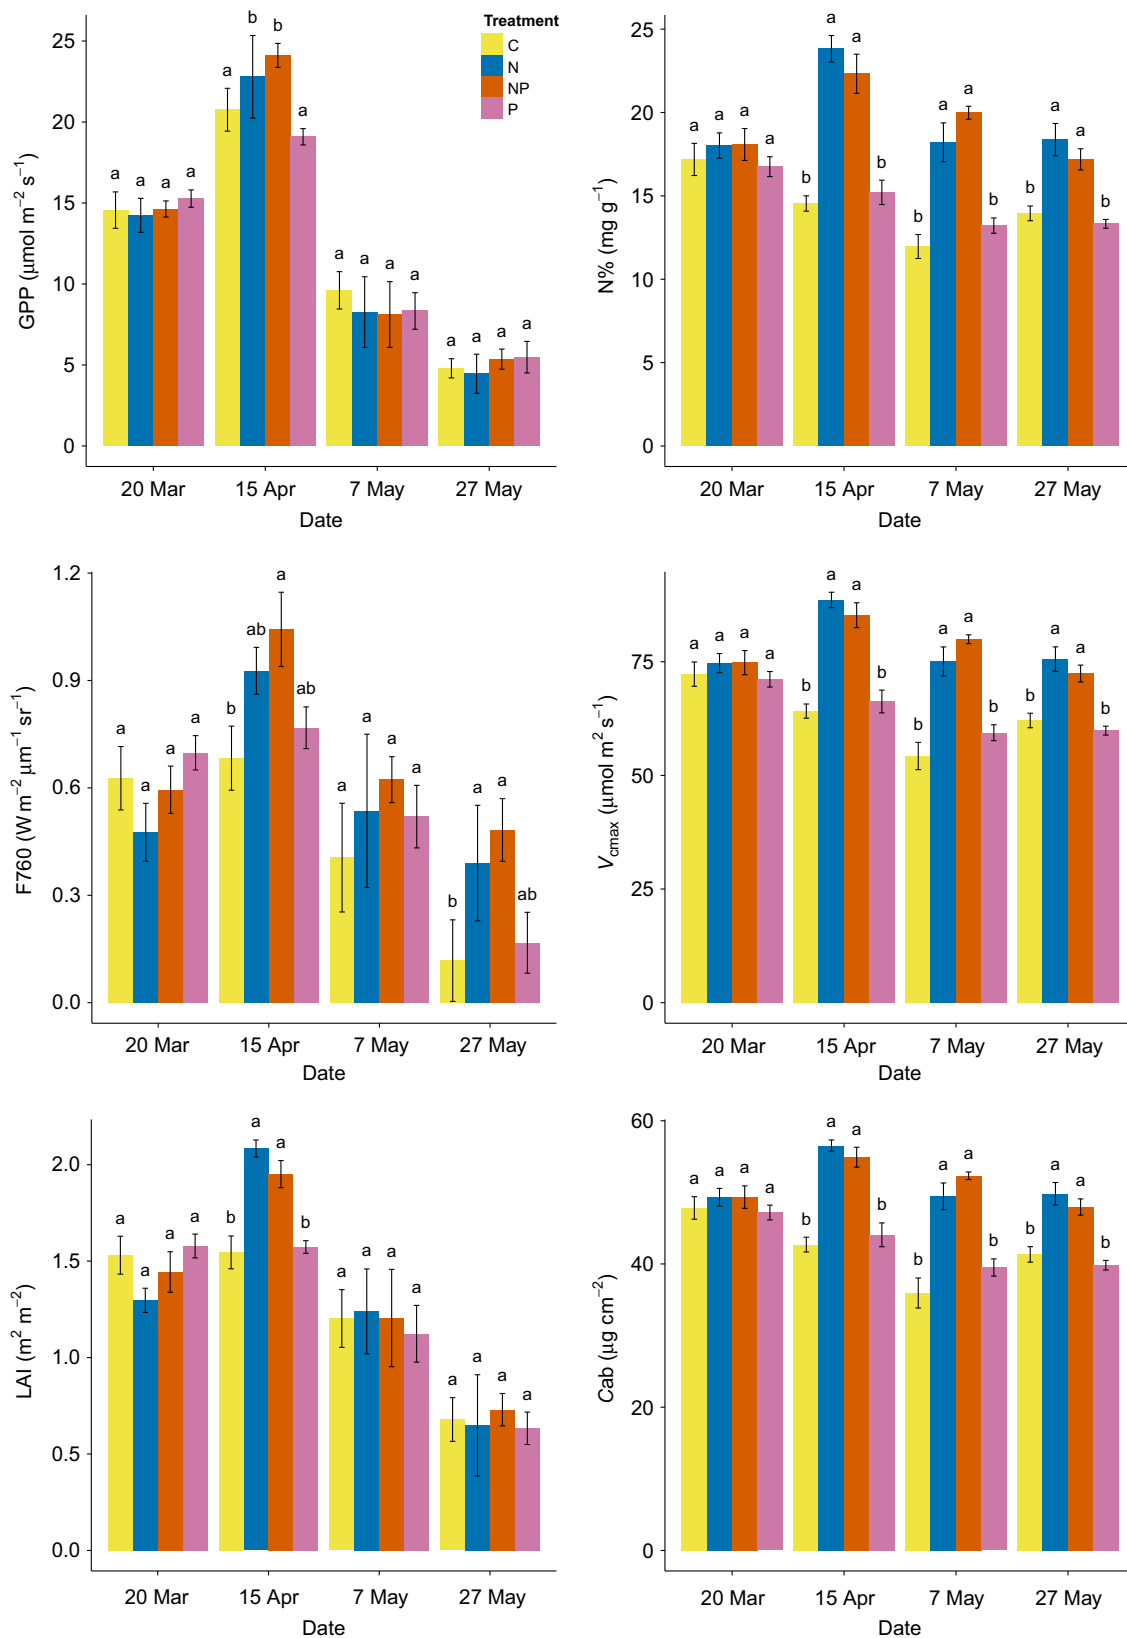 Treatment
C
N
NP
P
GPP (μmol m⁻² s⁻¹)
25
20
15
10
5
0
a a a a
a b b a
a a a a
a a a a
20 Mar 15 Apr 7 May 27 May
Date
N% (mg g⁻¹)
25
20
15
10
5
0
a a a a
b a a b
b a a b
b a a b
20 Mar 15 Apr 7 May 27 May
Date
F760 (W m⁻² μm⁻¹ sr⁻¹)
1.2
0.9
0.6
0.3
0.0
a a a a
b ab a ab
a a a a
b a a ab
20 Mar 15 Apr 7 May 27 May
Date
Vcmax (μmol m² s⁻¹)
75
50
25
0
a a a a
b a a b
b a a b
b a a b
20 Mar 15 Apr 7 May 27 May
Date
LAI (m² m⁻²)
2.0
1.5
1.0
0.5
0.0
a a a a
b a a b
a a a a
a a a a
20 Mar 15 Apr 7 May 27 May
Date
Cab (μg cm⁻²)
60
40
20
0
a a a a
b a a b
b a a b
b a a b
20 Mar 15 Apr 7 May 27 May
Date